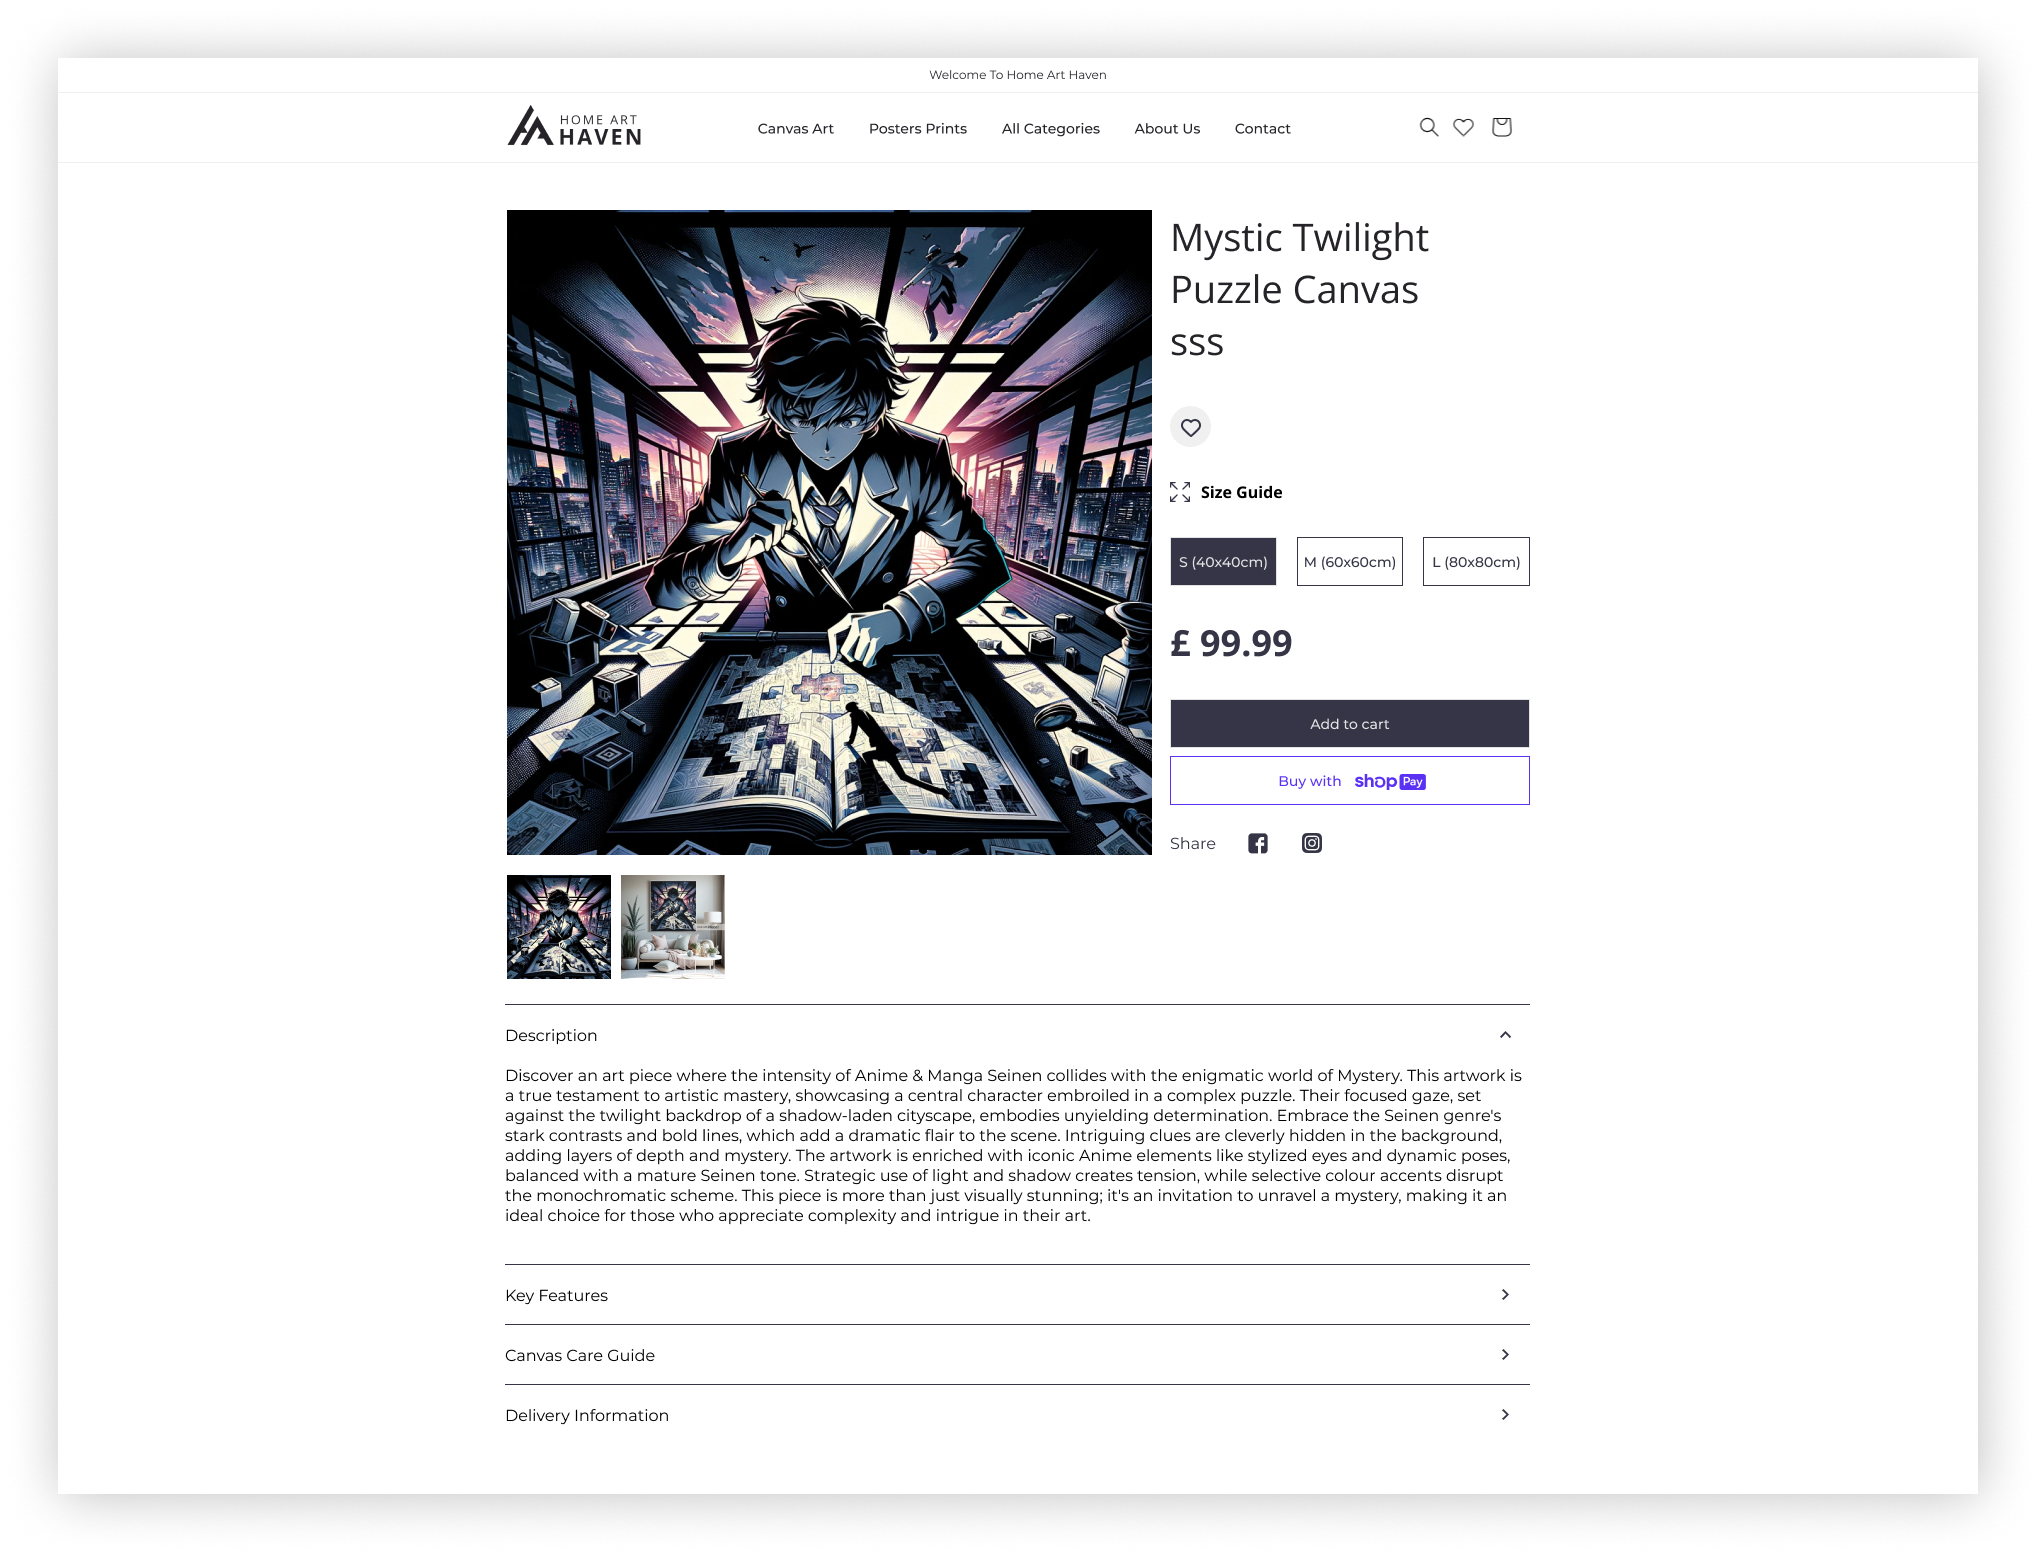 Welcome To Home Art Haven
HOME ART
HAVEN
Canvas Art
Posters Prints
All Categories
About Us
Contact
Mystic Twilight
Puzzle Canvas
sss
Size Guide
S (40x40cm)
M (60x60cm)
L (80x80cm)
£ 99.99
Add to cart
Buy with shop Pay
Share
Description
Discover an art piece where the intensity of Anime & Manga Seinen collides with the enigmatic world of Mystery. This artwork is
a true testament to artistic mastery, showcasing a central character embroiled in a complex puzzle. Their focused gaze, set
against the twilight backdrop of a shadow-laden cityscape, embodies unyielding determination. Embrace the Seinen genre's
stark contrasts and bold lines, which add a dramatic flair to the scene. Intriguing clues are cleverly hidden in the background,
adding layers of depth and mystery. The artwork is enriched with iconic Anime elements like stylized eyes and dynamic poses,
balanced with a mature Seinen tone. Strategic use of light and shadow creates tension, while selective colour accents disrupt
the monochromatic scheme. This piece is more than just visually stunning; it's an invitation to unravel a mystery, making it an
ideal choice for those who appreciate complexity and intrigue in their art.
Key Features
Canvas Care Guide
Delivery Information